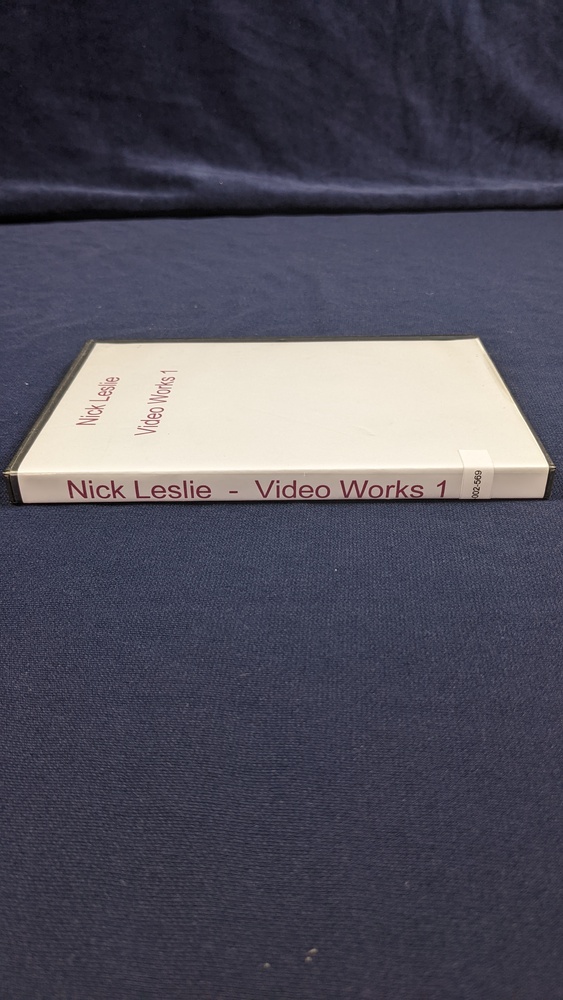 Nick Leslie
Video Works 1
Nick Leslie - Video Works 1
002-569